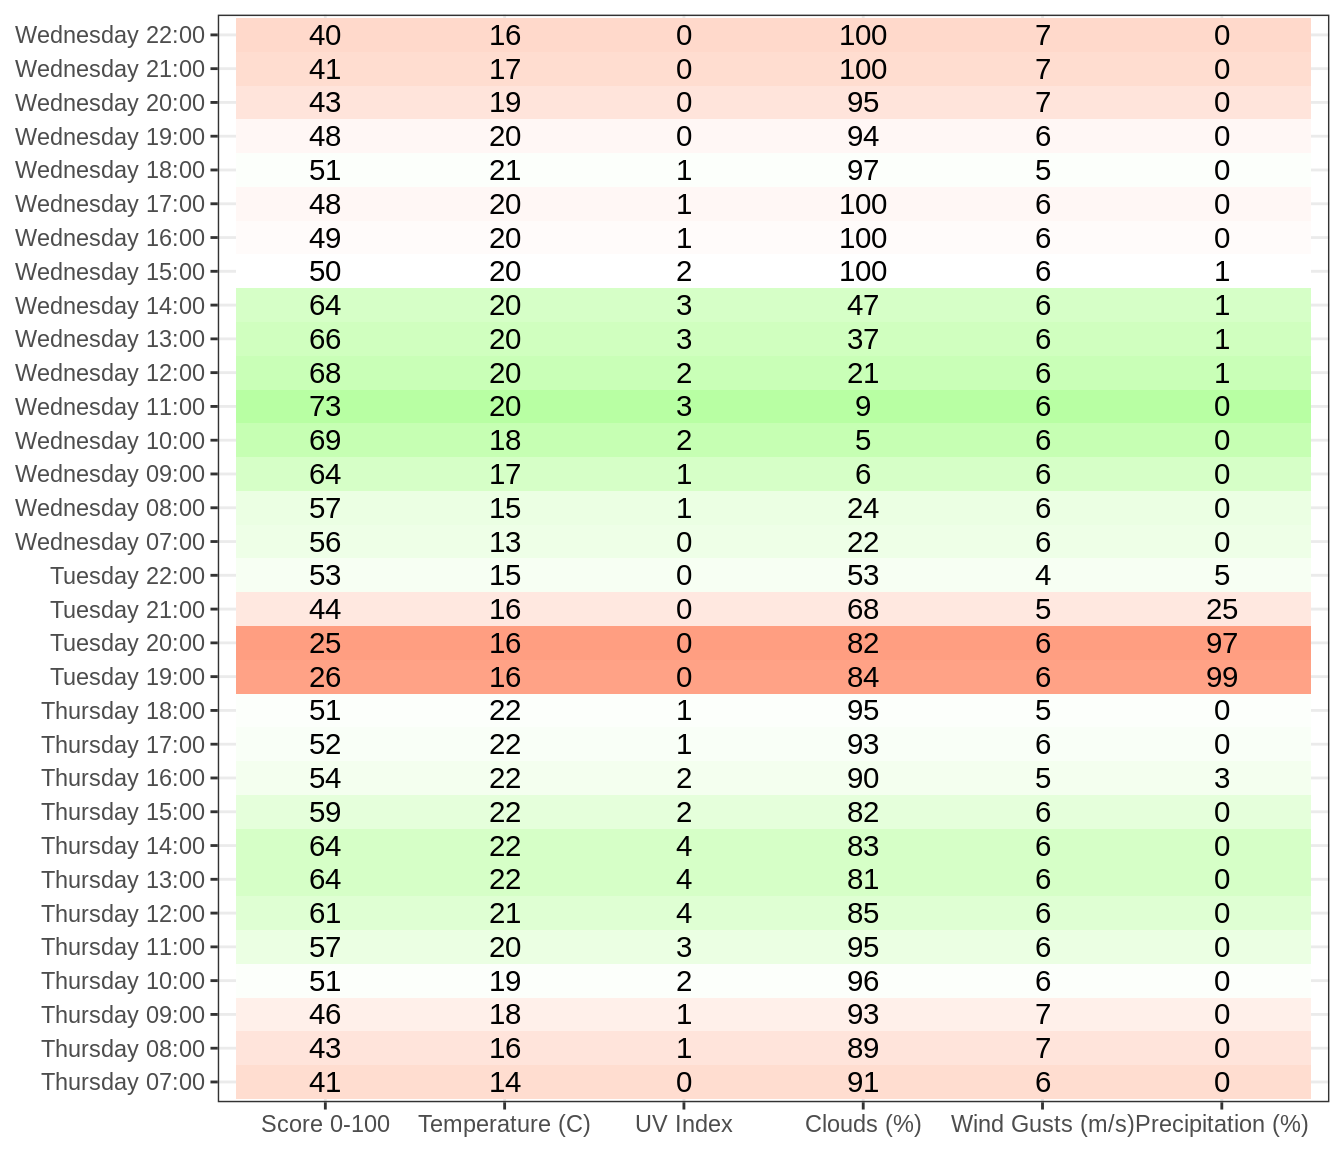 Wednesday 22:00 40 16 0 100 7 0
Wednesday 21:00 41 17 0 100 7 0
Wednesday 20:00 43 19 0 95 7 0
Wednesday 19:00 48 20 0 94 6 0
Wednesday 18:00 51 21 1 97 5 0
Wednesday 17:00 48 20 1 100 6 0
Wednesday 16:00 49 20 1 100 6 0
Wednesday 15:00 50 20 2 100 6 1
Wednesday 14:00 64 20 3 47 6 1
Wednesday 13:00 66 20 3 37 6 1
Wednesday 12:00 68 20 2 21 6 1
Wednesday 11:00 73 20 3 9 6 0
Wednesday 10:00 69 18 2 5 6 0
Wednesday 09:00 64 17 1 6 6 0
Wednesday 08:00 57 15 1 24 6 0
Wednesday 07:00 56 13 0 22 6 0
Tuesday 22:00 53 15 0 53 4 5
Tuesday 21:00 44 16 0 68 5 25
Tuesday 20:00 25 16 0 82 6 97
Tuesday 19:00 26 16 0 84 6 99
Thursday 18:00 51 22 1 95 5 0
Thursday 17:00 52 22 1 93 6 0
Thursday 16:00 54 22 2 90 5 3
Thursday 15:00 59 22 2 82 6 0
Thursday 14:00 64 22 4 83 6 0
Thursday 13:00 64 22 4 81 6 0
Thursday 12:00 61 21 4 85 6 0
Thursday 11:00 57 20 3 95 6 0
Thursday 10:00 51 19 2 96 6 0
Thursday 09:00 46 18 1 93 7 0
Thursday 08:00 43 16 1 89 7 0
Thursday 07:00 41 14 0 91 6 0
Score 0-100 Temperature (C) UV Index Clouds (%) Wind Gusts (m/s) Precipitation (%)